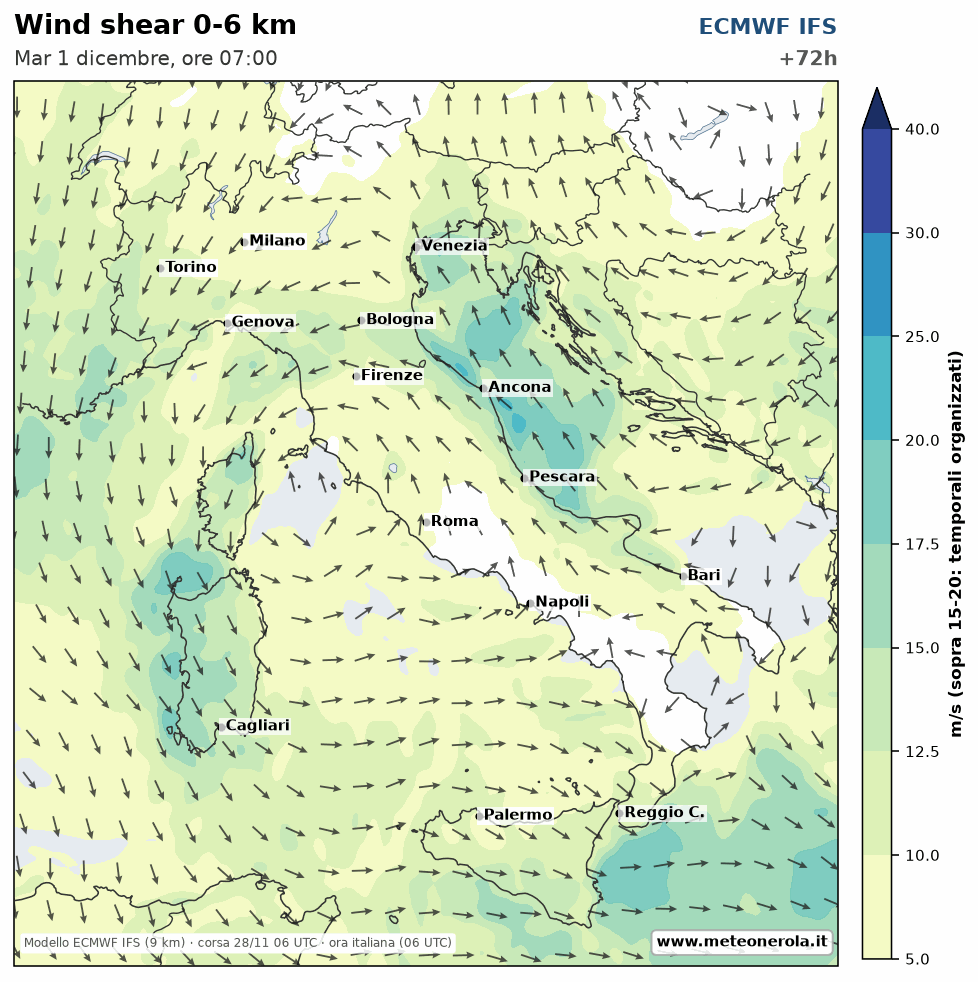 Wind shear 0-6 km
ECMWF IFS
Mar 1 dicembre, ore 07:00
+72h
Milano
Venezia
Torino
Genova
Bologna
Firenze
Ancona
Pescara
Roma
Bari
Napoli
Cagliari
Palermo
Reggio C.
Modello ECMWF IFS (9 km) · corsa 28/11 06 UTC · ora italiana (06 UTC)
www.meteonerola.it
40.0
30.0
25.0
20.0
17.5
15.0
12.5
10.0
5.0
m/s (sopra 15-20: temporali organizzati)